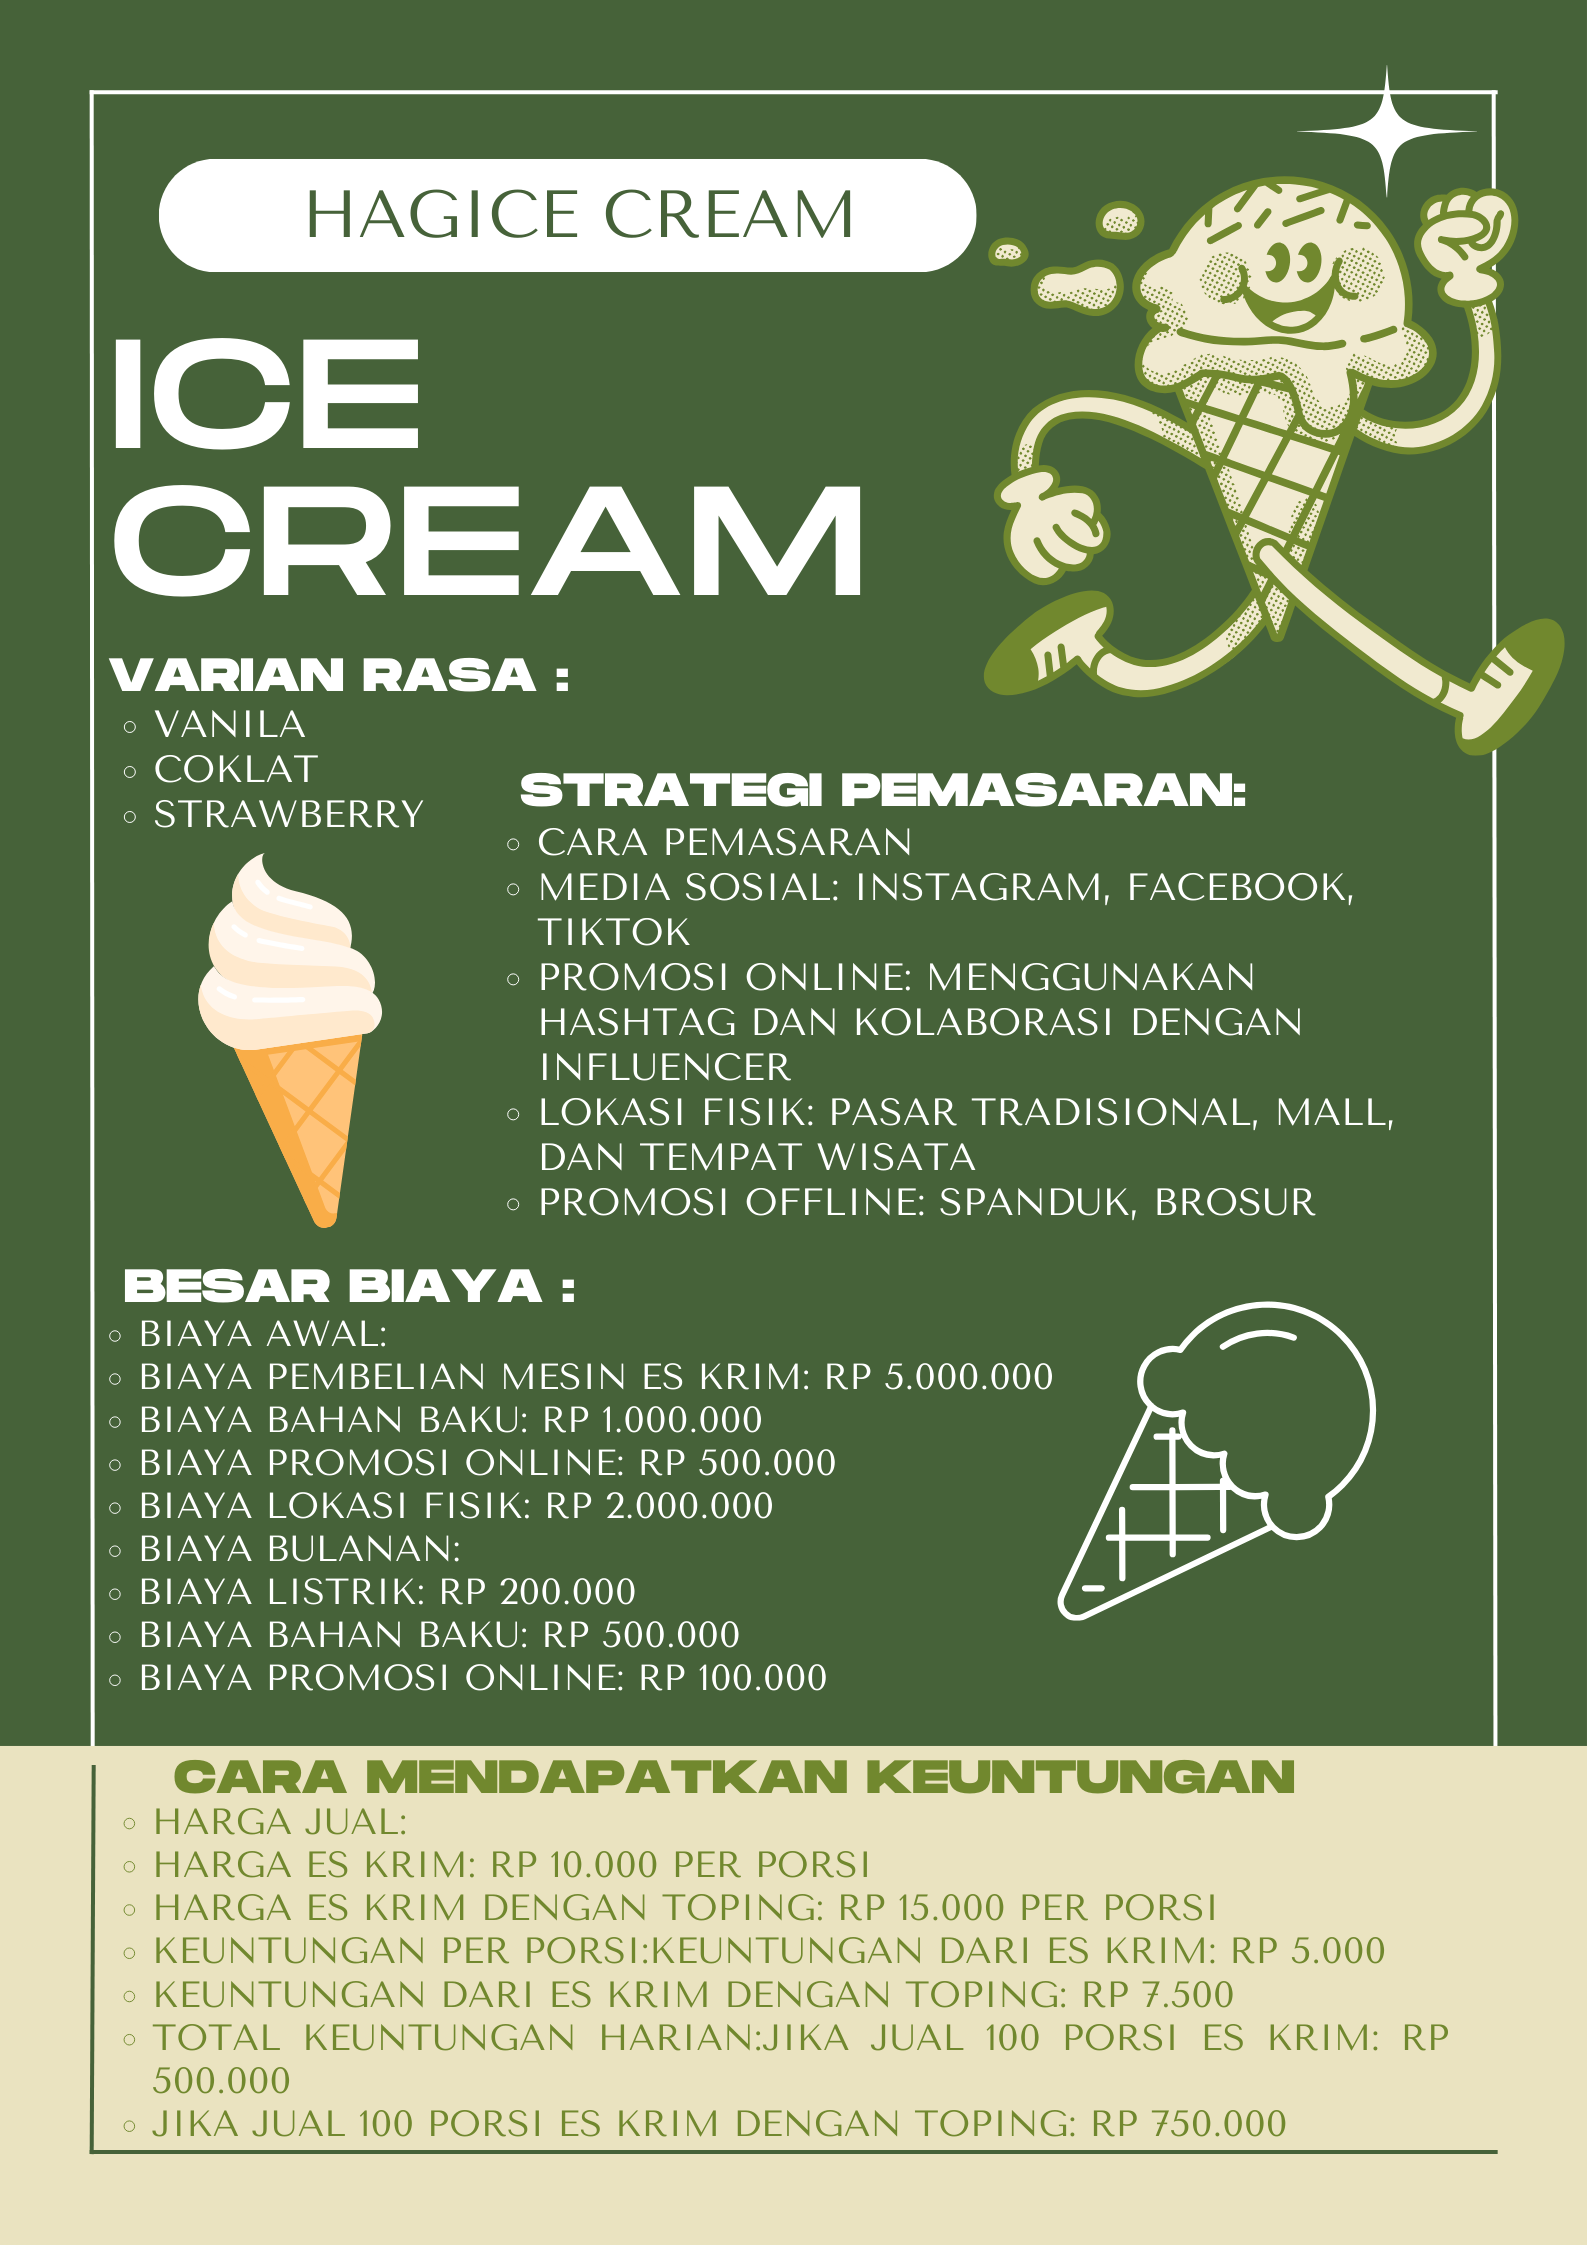 HAGICE CREAM
ICE
CREAM
VARIAN RASA :
VANILA
COKLAT
STRAWBERRY
STRATEGI PEMASARAN:
CARA PEMASARAN
MEDIA SOSIAL: INSTAGRAM, FACEBOOK,
TIKTOK
PROMOSI ONLINE: MENGGUNAKAN
HASHTAG DAN KOLABORASI DENGAN
INFLUENCER
LOKASI FISIK: PASAR TRADISIONAL, MALL,
DAN TEMPAT WISATA
PROMOSI OFFLINE: SPANDUK, BROSUR
BESAR BIAYA :
BIAYA AWAL:
BIAYA PEMBELIAN MESIN ES KRIM: RP 5.000.000
BIAYA BAHAN BAKU: RP 1.000.000
BIAYA PROMOSI ONLINE: RP 500.000
BIAYA LOKASI FISIK: RP 2.000.000
BIAYA BULANAN:
BIAYA LISTRIK: RP 200.000
BIAYA BAHAN BAKU: RP 500.000
BIAYA PROMOSI ONLINE: RP 100.000
CARA MENDAPATKAN KEUNTUNGAN
HARGA JUAL:
HARGA ES KRIM: RP 10.000 PER PORSI
HARGA ES KRIM DENGAN TOPING: RP 15.000 PER PORSI
KEUNTUNGAN PER PORSI:KEUNTUNGAN DARI ES KRIM: RP 5.000
KEUNTUNGAN DARI ES KRIM DENGAN TOPING: RP 7.500
TOTAL KEUNTUNGAN HARIAN:JIKA JUAL 100 PORSI ES KRIM: RP
500.000
JIKA JUAL 100 PORSI ES KRIM DENGAN TOPING: RP 750.000